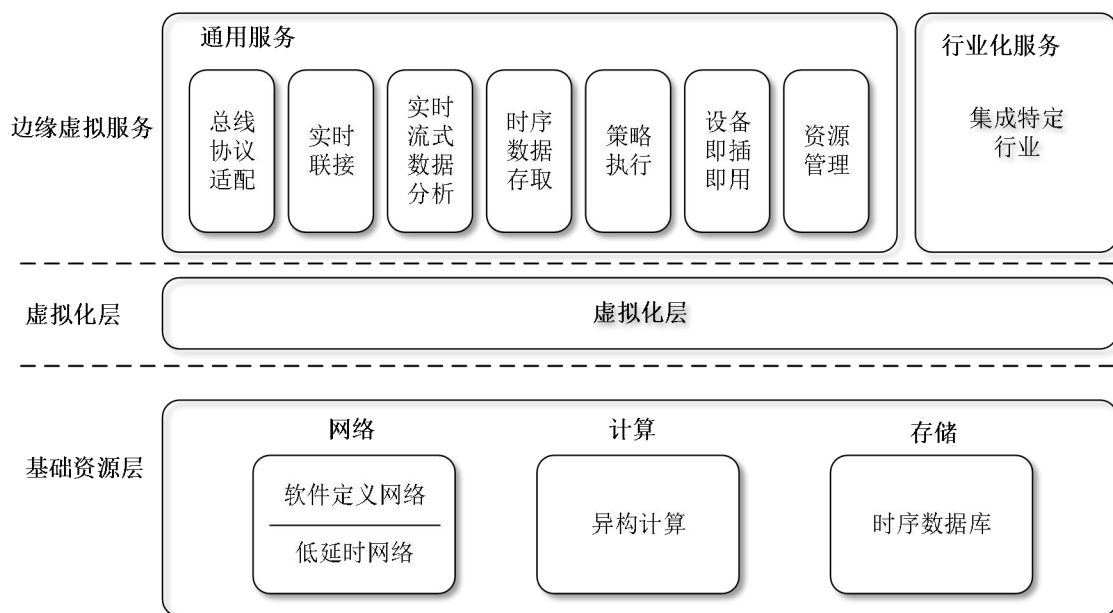 通用服务
行业化服务
边缘虚拟服务
总线
协议
适配
实时
联接
实时
流式
数据
分析
时序
数据
存取
策略
执行
设备
即插
即用
资源
管理
集成特定
行业
虚拟化层
虚拟化层
基础资源层
网络
计算
存储
软件定义网络
低延时网络
异构计算
时序数据库